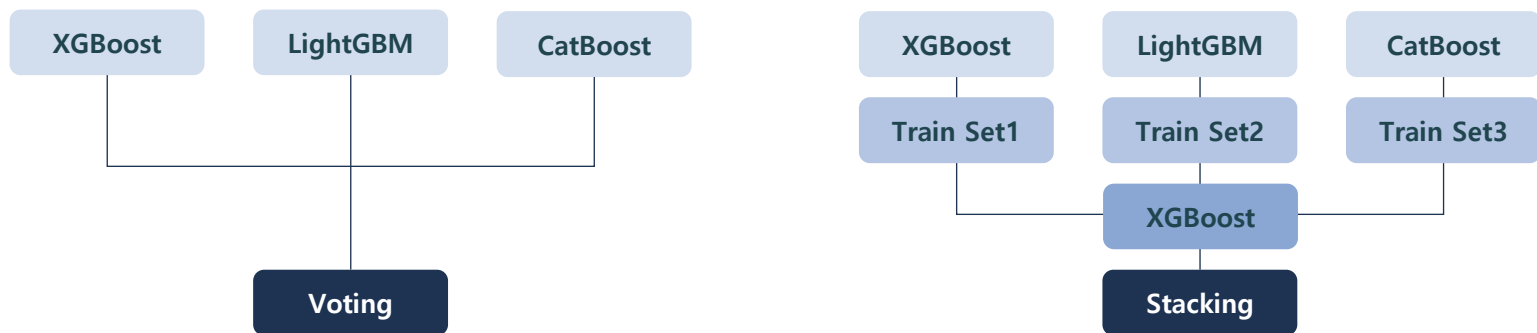 XGBoost
LightGBM
CatBoost
Voting
XGBoost
LightGBM
CatBoost
Train Set1
Train Set2
Train Set3
XGBoost
Stacking